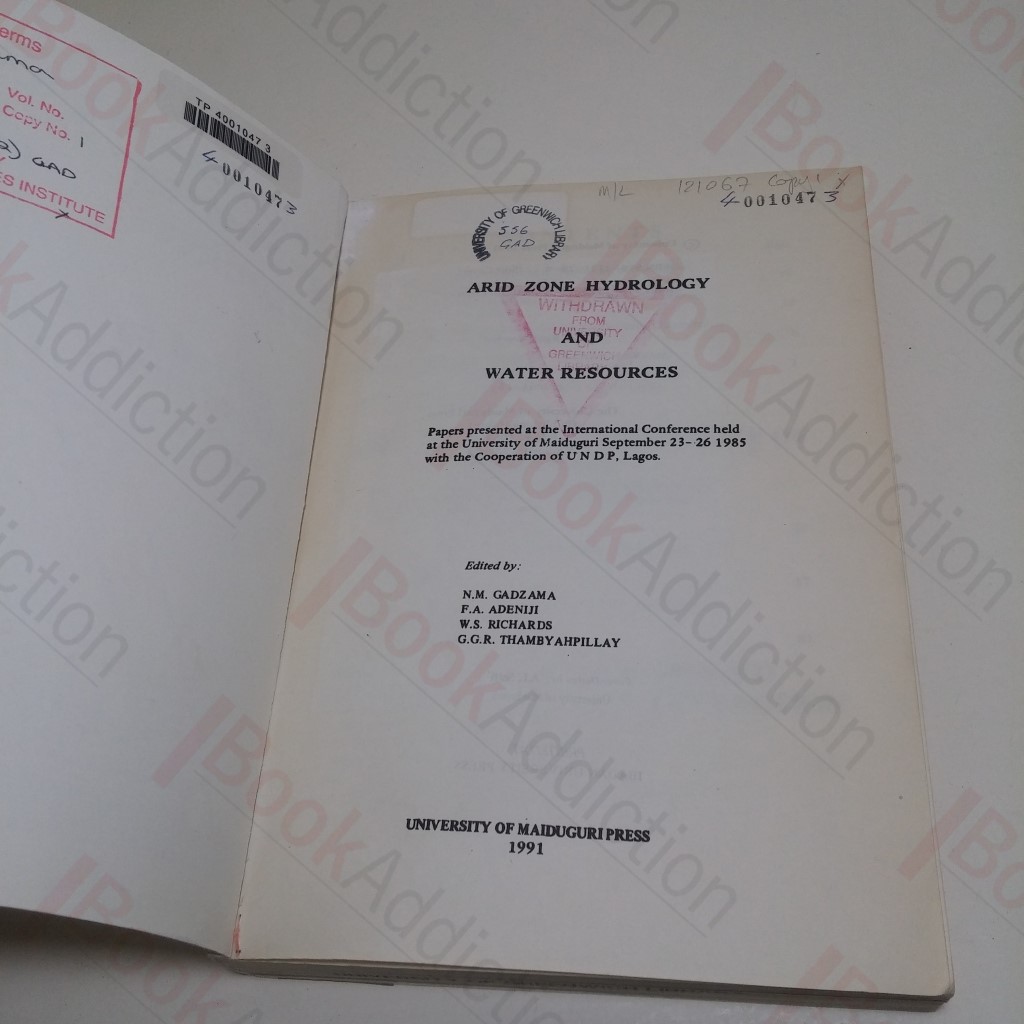 Vol. No.
Copy No. 1
GAD
ES INSTITUTE
TP 4001047 3
4 0010473
M/L 121067 Copy 1 x
4 0010473
UNIVERSITY OF GREENWICH LIBRARY
556
GAD
ARID ZONE HYDROLOGY
WITHDRAWN
FROM
UNIVERSITY
AND
GREENWICH
WATER RESOURCES
Papers presented at the International Conference held
at the University of Maiduguri September 23- 26 1985
with the Cooperation of U N D P, Lagos.
Edited by:
N.M. GADZAMA
F.A. ADENIJI
W.S. RICHARDS
G.G.R. THAMBYAHPILLAY
UNIVERSITY OF MAIDUGURI PRESS
1991
BookAddiction